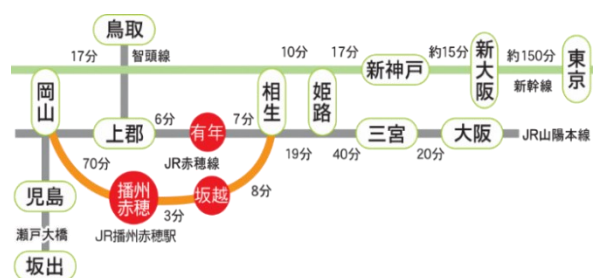 鳥取
17分
智頭線
10分
17分
新神戸
約15分
新大阪
約150分
新幹線
東京
岡山
上郡
6分
有年
7分
相生
姫路
三宮
大阪
JR山陽本線
JR赤穂線
19分
40分
20分
70分
播州赤穂
3分
坂越
8分
JR播州赤穂駅
児島
瀬戸大橋
坂出